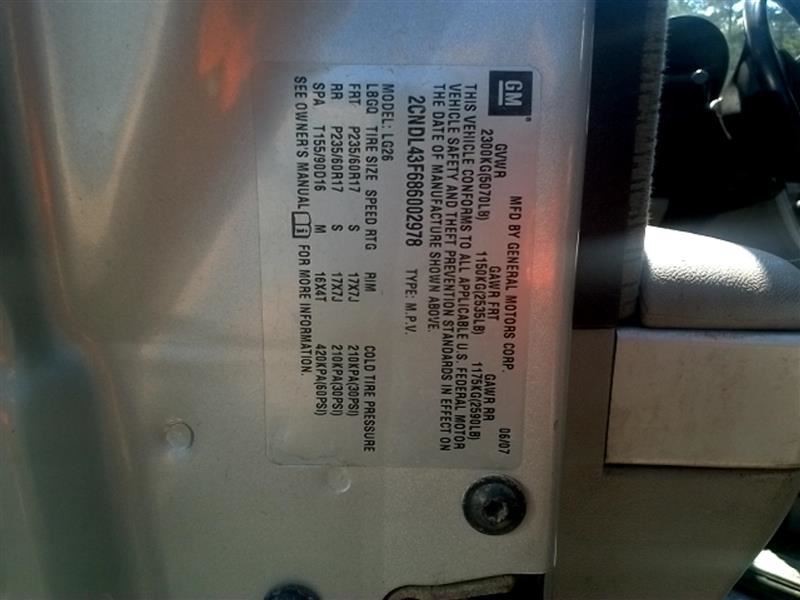 GM®
MFD BY GENERAL MOTORS CORP. 06/07
GVWR GAWR FRT GAWR RR
2300KG(5070LB) 1150KG(2535LB) 1175KG(2590LB)
THIS VEHICLE CONFORMS TO ALL APPLICABLE U.S. FEDERAL MOTOR
VEHICLE SAFETY AND THEFT PREVENTION STANDARDS IN EFFECT ON
THE DATE OF MANUFACTURE SHOWN ABOVE.
2CNDL43F686002978 TYPE: M.P.V.
MODEL: LG26
LBGQ TIRE SIZE SPEED RTG RIM COLD TIRE PRESSURE
FRT P235/60R17 S 17X7J 210KPA(30PSI)
RR P235/60R17 S 17X7J 210KPA(30PSI)
SPA T155/90D16 M 16X4T 420KPA(60PSI)
SEE OWNER'S MANUAL FOR MORE INFORMATION.